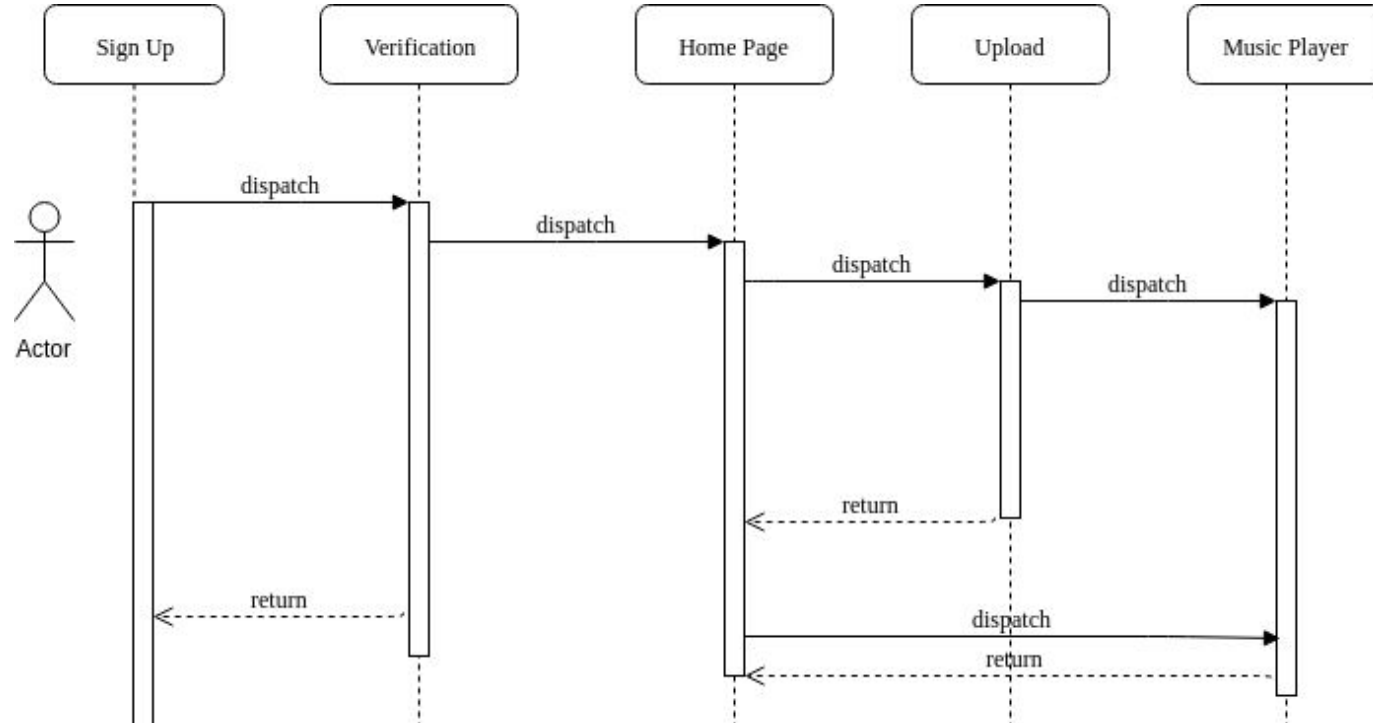 Sign Up
Verification
Home Page
Upload
Music Player
dispatch
dispatch
dispatch
dispatch
Actor
return
return
dispatch
return